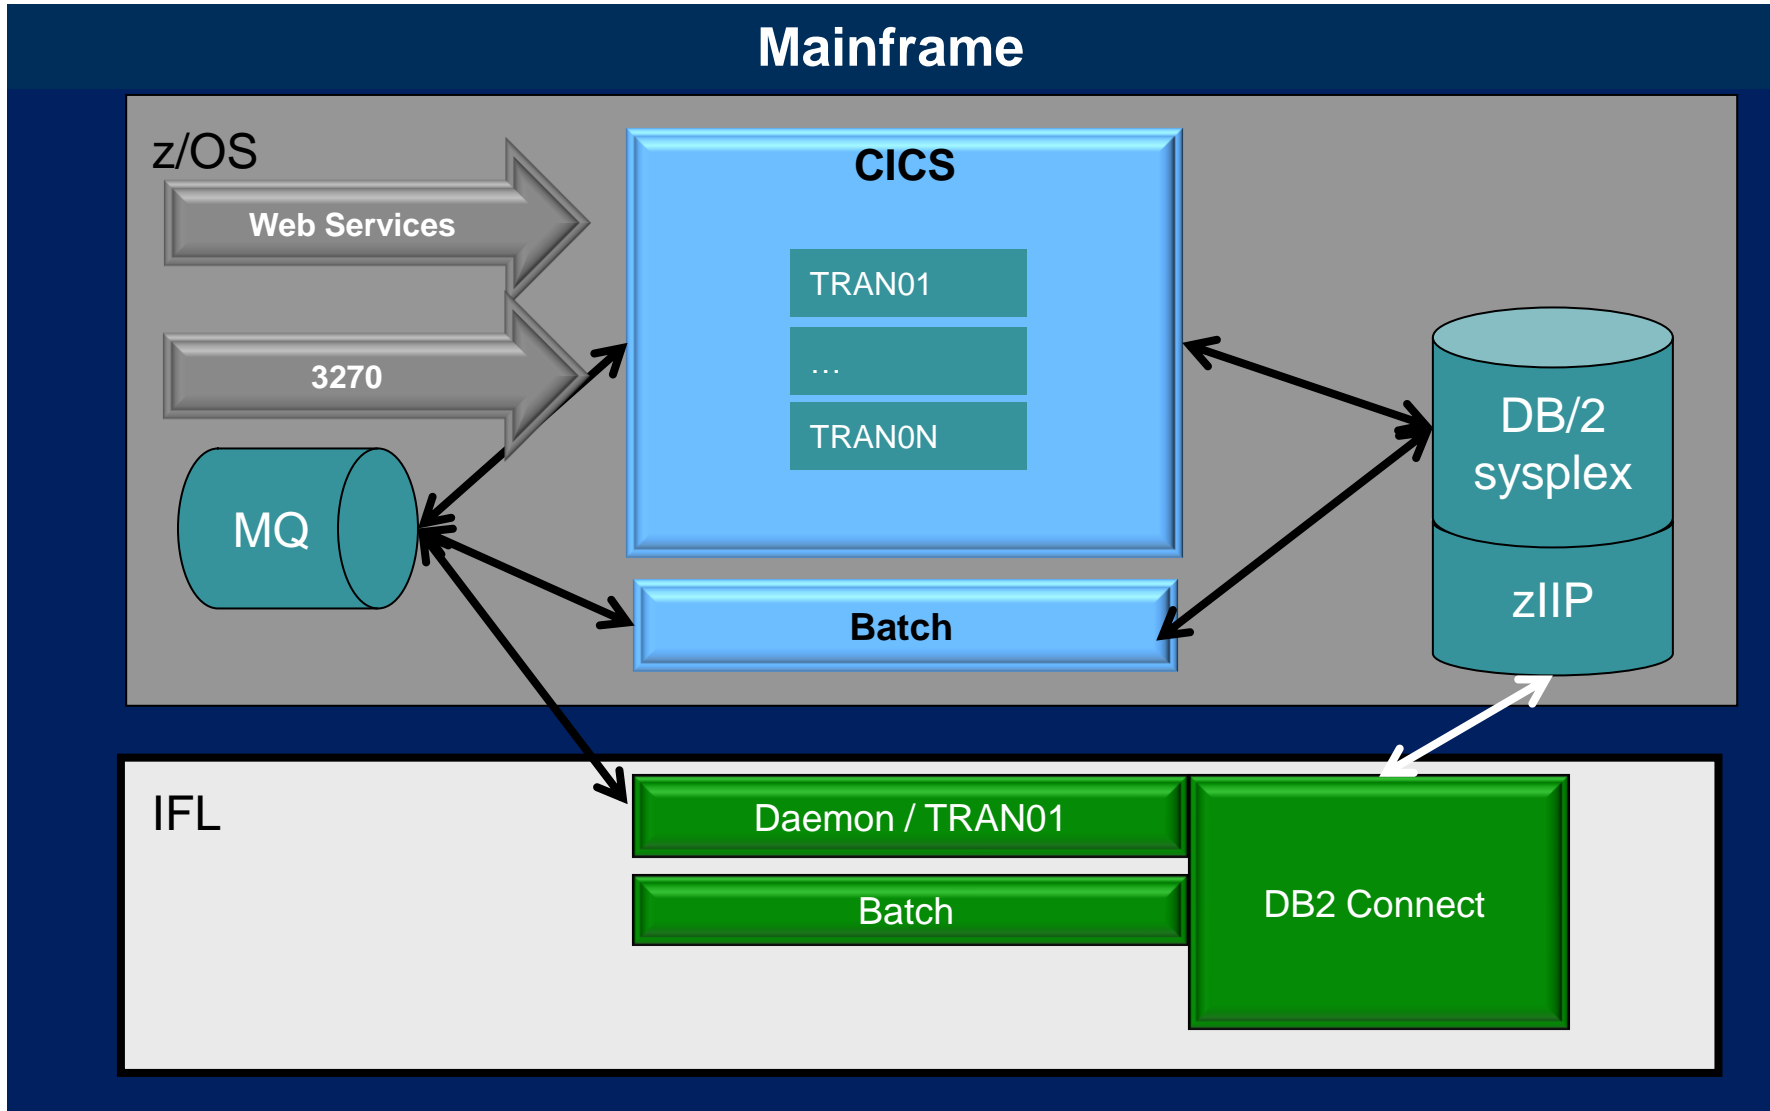 Mainframe
z/OS
Web Services
3270
MQ
CICS
TRAN01
...
TRAN0N
Batch
DB/2
sysplex
zIIP
IFL
Daemon / TRAN01
Batch
DB2 Connect